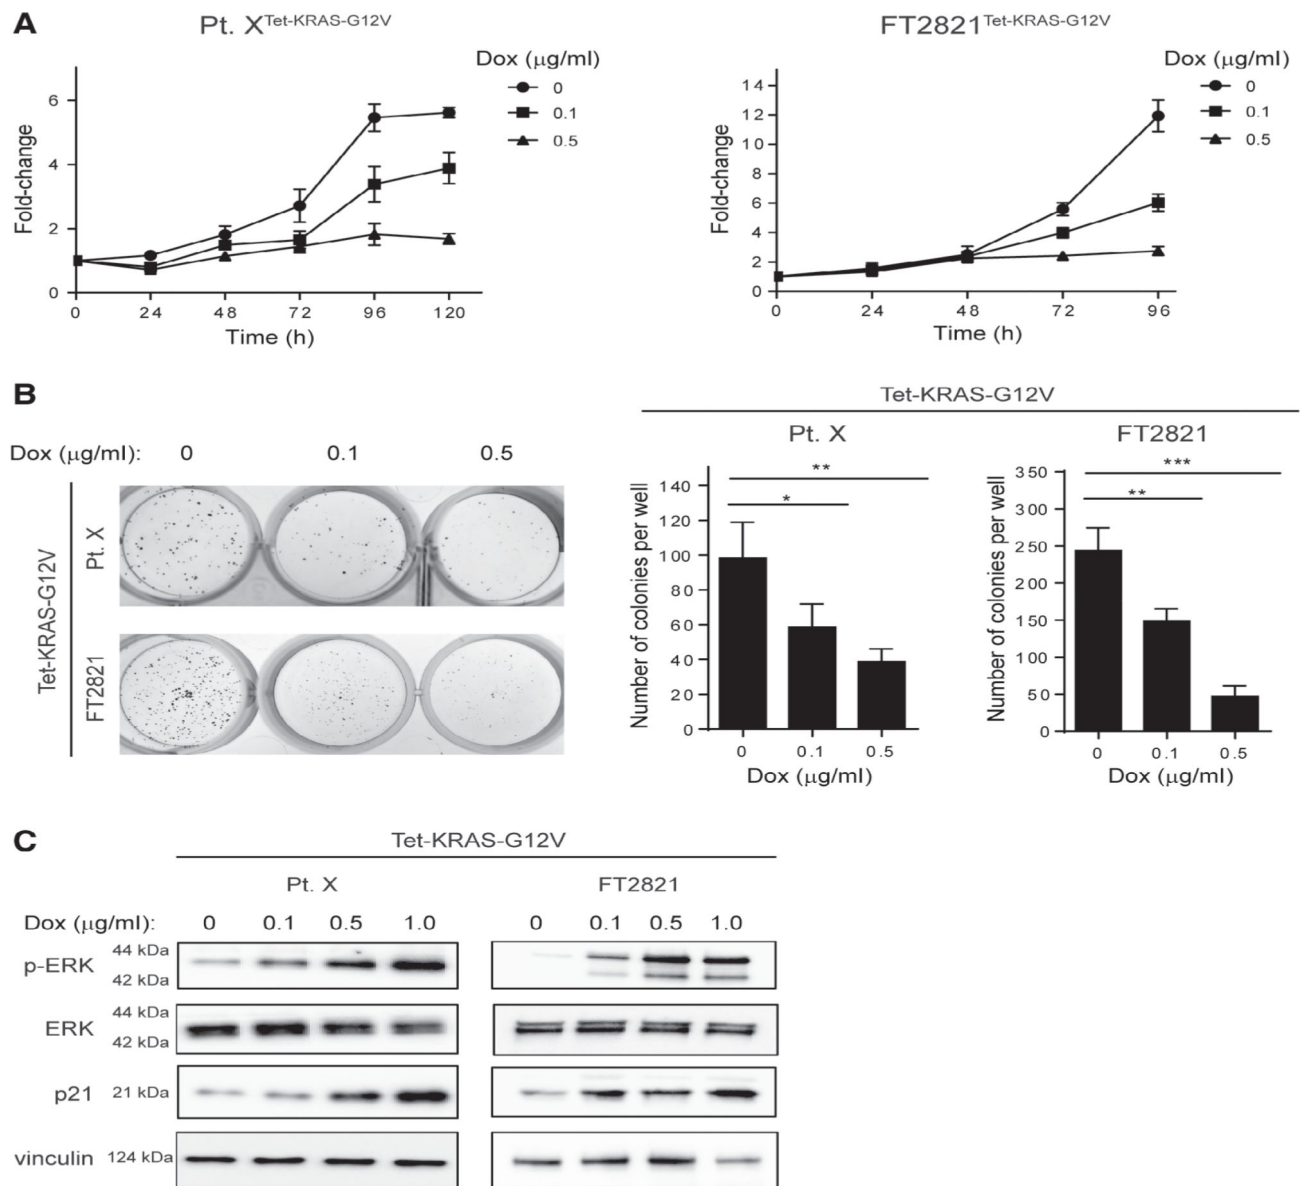 A
Pt. X^Tet-KRAS-G12V
Dox (μg/ml)
0
0.1
0.5
Fold-change
6
4
2
0
0 24 48 72 96 120
Time (h)
FT2821^Tet-KRAS-G12V
Dox (μg/ml)
0
0.1
0.5
Fold-change
14
12
10
8
6
4
2
0
0 24 48 72 96
Time (h)
B
Dox (μg/ml): 0 0.1 0.5
Tet-KRAS-G12V
Pt. X
FT2821
Tet-KRAS-G12V
Pt. X
**
*
Number of colonies per well
140
120
100
80
60
40
20
0
0 0.1 0.5
Dox (μg/ml)
FT2821
***
**
Number of colonies per well
350
300
250
200
150
100
50
0
0 0.1 0.5
Dox (μg/ml)
C
Tet-KRAS-G12V
Pt. X FT2821
Dox (μg/ml): 0 0.1 0.5 1.0 0 0.1 0.5 1.0
p-ERK 44 kDa
42 kDa
ERK 44 kDa
42 kDa
p21 21 kDa
vinculin 124 kDa